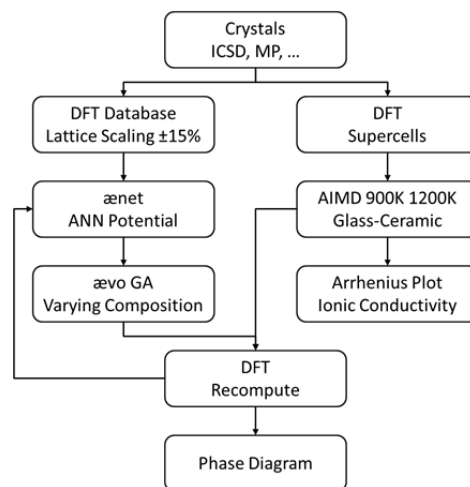 Crystals
ICSD, MP, ...
DFT Database
Lattice Scaling ±15%
DFT
Supercells
ænet
ANN Potential
AIMD 900K 1200K
Glass-Ceramic
ævo GA
Varying Composition
Arrhenius Plot
Ionic Conductivity
DFT
Recompute
Phase Diagram